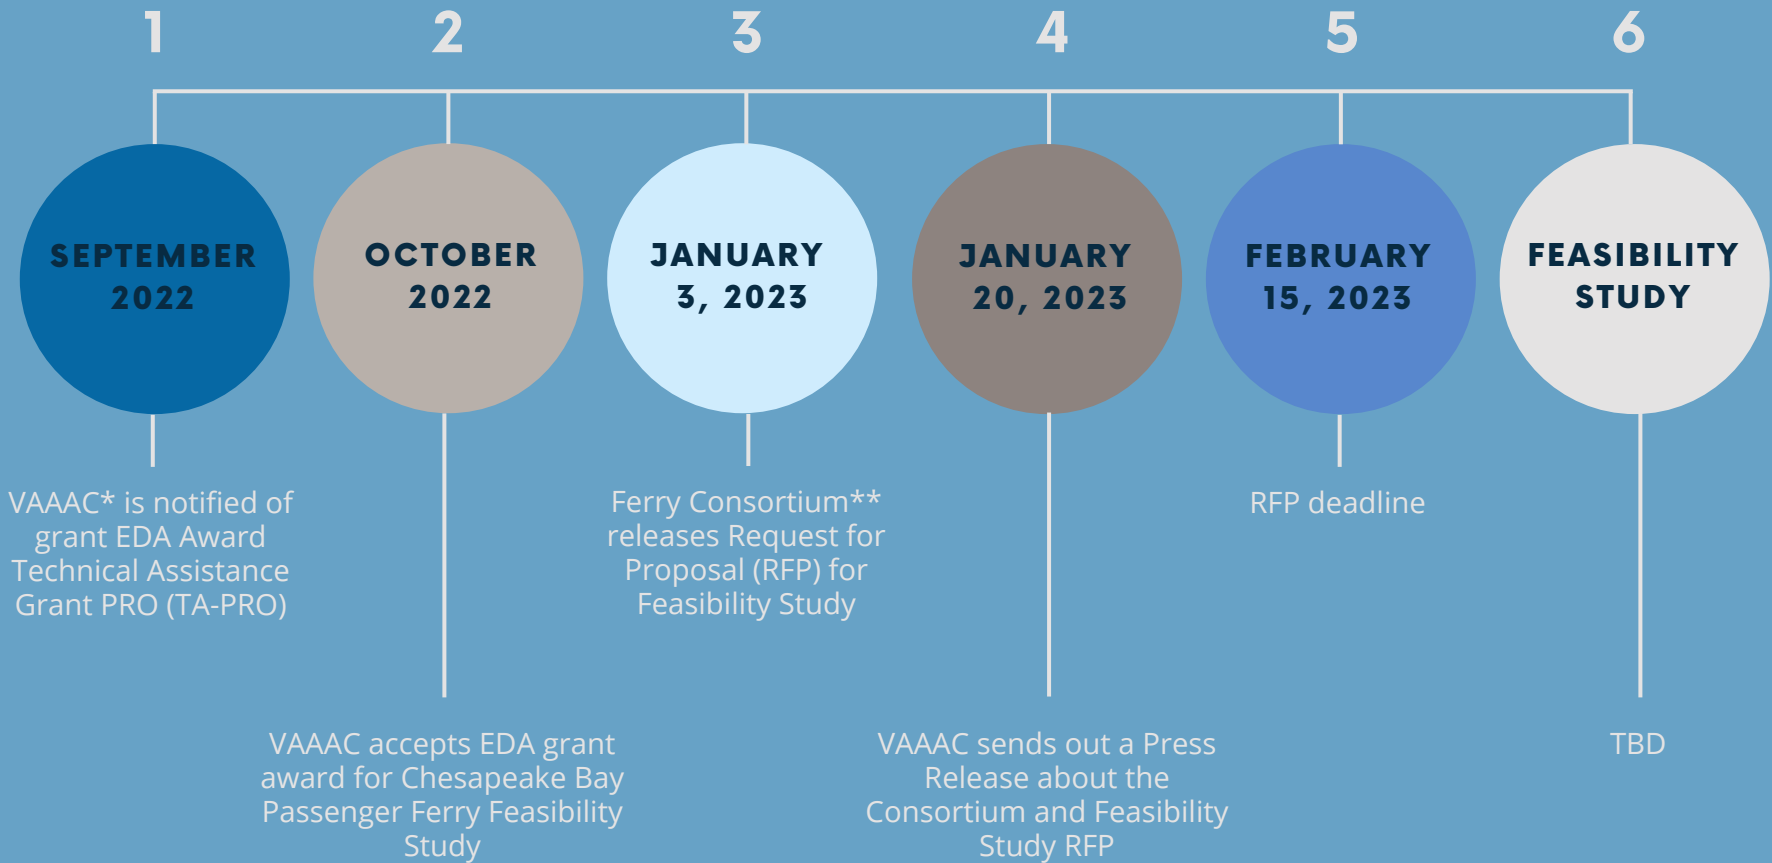 1
2
3
4
5
6
SEPTEMBER
2022
OCTOBER
2022
JANUARY
3, 2023
JANUARY
20, 2023
FEBRUARY
15, 2023
FEASIBILITY
STUDY
VAAAC* is notified of
grant EDA Award
Technical Assistance
Grant PRO (TA-PRO)
VAAAC accepts EDA grant
award for Chesapeake Bay
Passenger Ferry Feasibility
Study
Ferry Consortium**
releases Request for
Proposal (RFP) for
Feasibility Study
VAAAC sends out a Press
Release about the
Consortium and Feasibility
Study RFP
RFP deadline
TBD